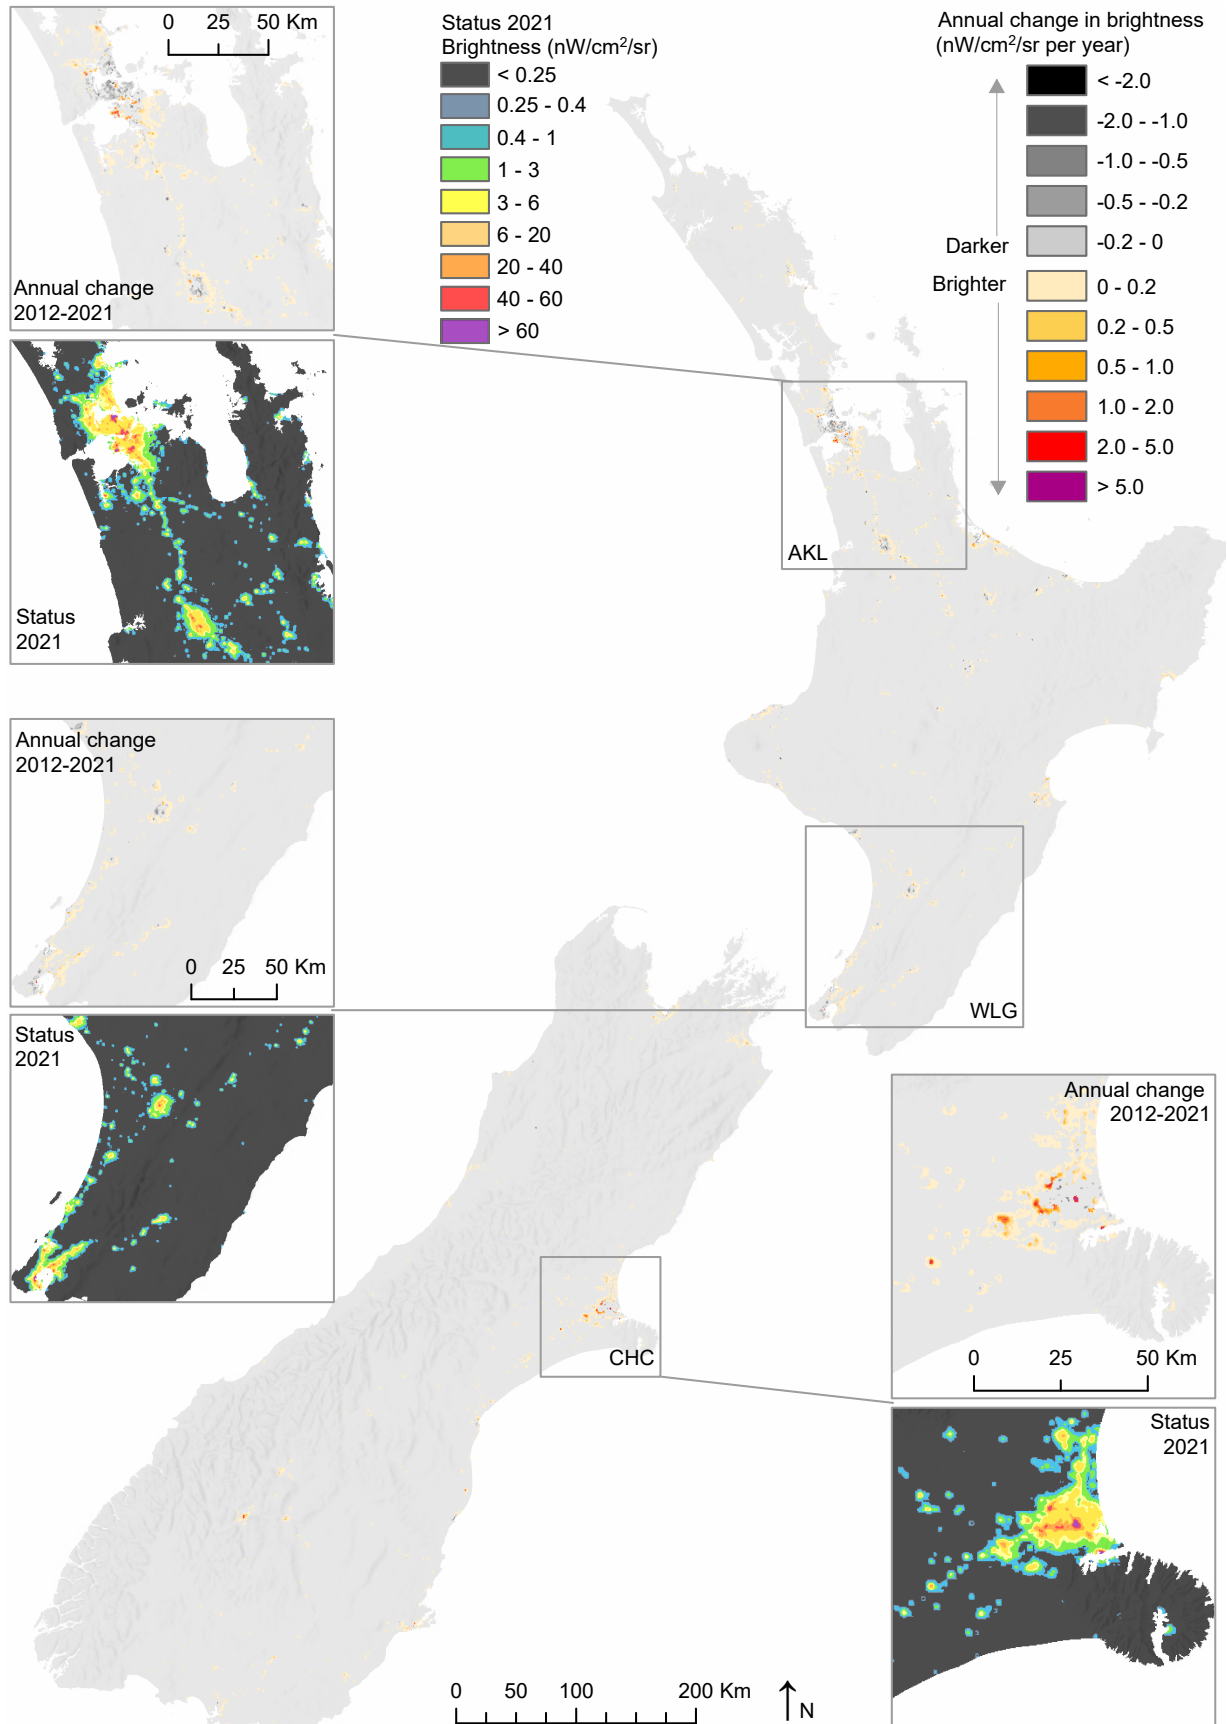 0 25 50 Km
Annual change
2012-2021
Status
2021
Status 2021
Brightness (nW/cm²/sr)
< 0.25
0.25 - 0.4
0.4 - 1
1 - 3
3 - 6
6 - 20
20 - 40
40 - 60
> 60
Annual change in brightness
(nW/cm²/sr per year)
< -2.0
-2.0 - -1.0
-1.0 - -0.5
-0.5 - -0.2
Darker
-0.2 - 0
Brighter
0 - 0.2
0.2 - 0.5
0.5 - 1.0
1.0 - 2.0
2.0 - 5.0
> 5.0
AKL
Annual change
2012-2021
0 25 50 Km
Status
2021
WLG
Annual change
2012-2021
0 25 50 Km
CHC
Status
2021
0 50 100 200 Km
N